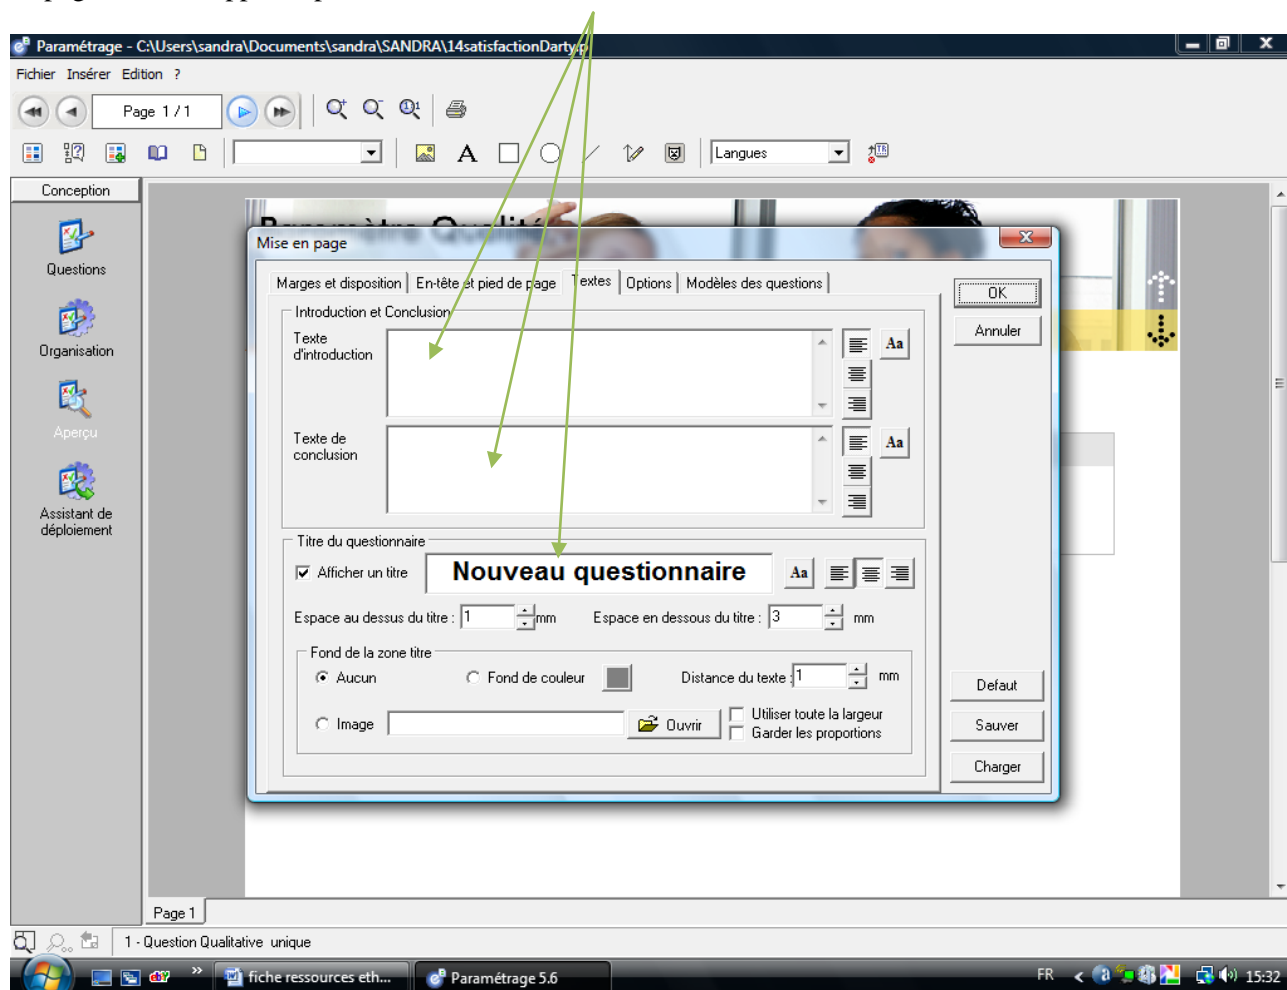 Paramétrage - C:\Users\sandra\Documents\sandra\SANDRA\14satisfactionDarty.p
Fichier Insérer Edition ?
Page 1 / 1
A Langues
Conception
Questions
Organisation
Aperçu
Assistant de
déploiement
Paramètre Qualité
Mise en page
Marges et disposition En-tête et pied de page Textes Options Modèles des questions
Introduction et Conclusion
Texte
d'introduction
Aa
Texte de
conclusion
Aa
Titre du questionnaire
Afficher un titre Nouveau questionnaire Aa
Espace au dessus du titre : 1 mm Espace en dessous du titre : 3 mm
Fond de la zone titre
Aucun Fond de couleur Distance du texte : 1 mm
Image Ouvrir Utiliser toute la largeur
Garder les proportions
OK
Annuler
Defaut
Sauver
Charger
Page 1
1 - Question Qualitative unique
fiche ressources eth... Paramétrage 5.6 FR 15:32